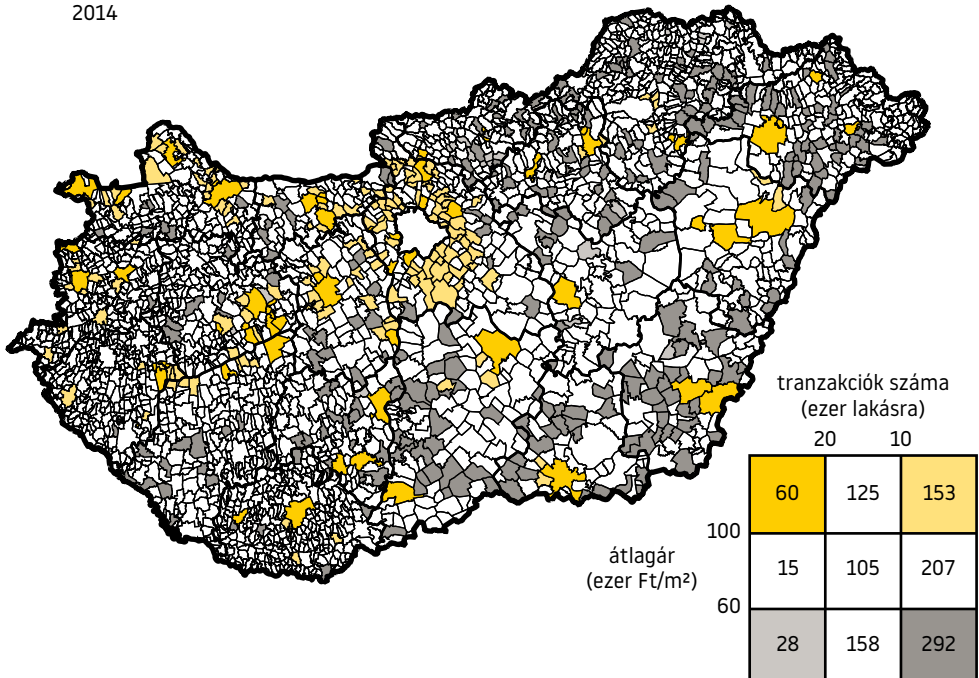 2014
tranzakciók száma
(ezer lakásra)
20 10
60 125 153
100
átlagár
(ezer Ft/m²)
15 105 207
60
28 158 292